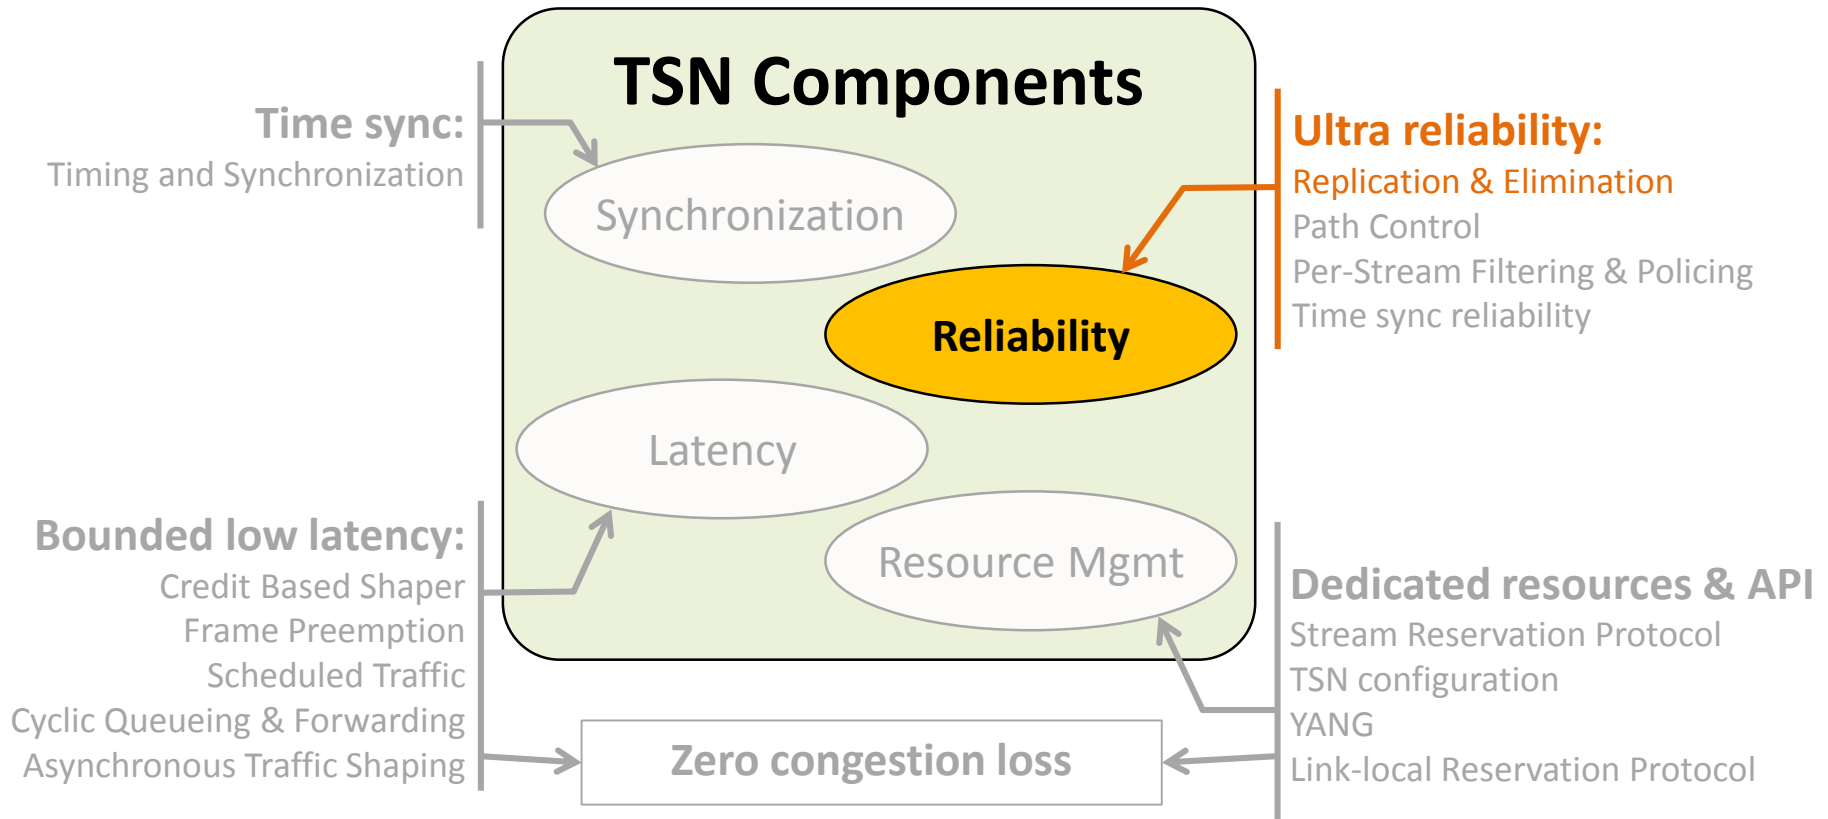 TSN Components
Time sync:
Timing and Synchronization
Synchronization
Ultra reliability:
Replication & Elimination
Path Control
Per-Stream Filtering & Policing
Time sync reliability
Reliability
Latency
Bounded low latency:
Credit Based Shaper
Frame Preemption
Scheduled Traffic
Cyclic Queueing & Forwarding
Asynchronous Traffic Shaping
Resource Mgmt
Dedicated resources & API
Stream Reservation Protocol
TSN configuration
YANG
Link-local Reservation Protocol
Zero congestion loss